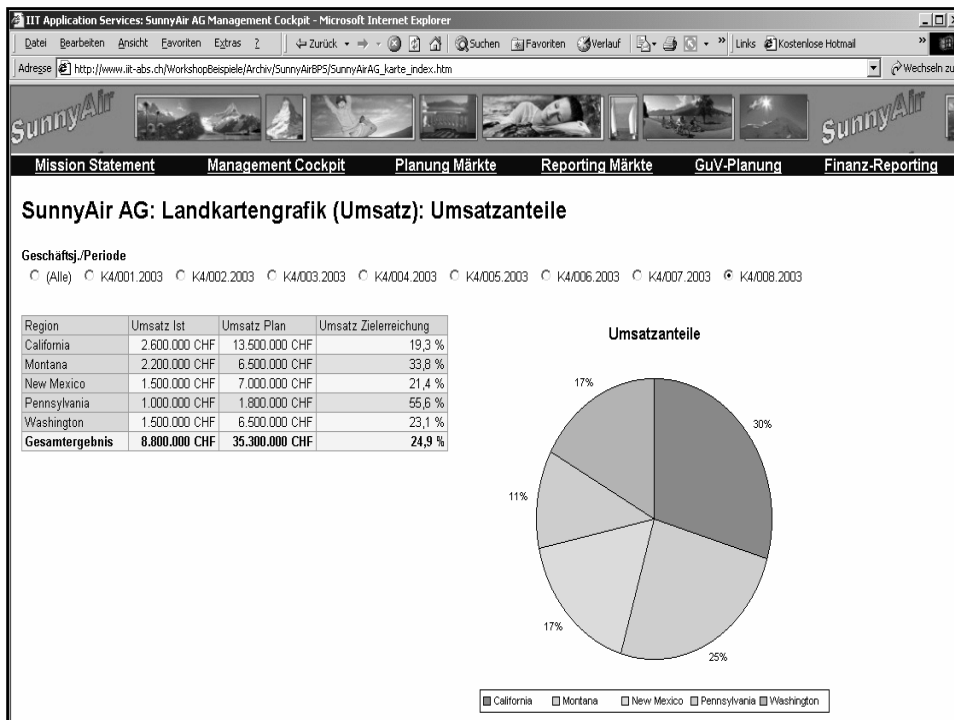 IIT Application Services: SunnyAir AG Management Cockpit - Microsoft Internet Explorer
Datei Bearbeiten Ansicht Favoriten Extras ? Zurück Suchen Favoriten Verlauf » Links Kostenlose Hotmail »
Adresse http://www.iit-abs.ch/WorkshopBeispiele/Archiv/SunnyAirBPS/SunnyAirAG_karte_index.htm Wechseln zu
SunnyAir SunnyAir
Mission Statement Management Cockpit Planung Märkte Reporting Märkte GuV-Planung Finanz-Reporting
SunnyAir AG: Landkartengrafik (Umsatz): Umsatzanteile
Geschäftsj./Periode
(Alle) K4/001.2003 K4/002.2003 K4/003.2003 K4/004.2003 K4/005.2003 K4/006.2003 K4/007.2003 K4/008.2003
Region Umsatz Ist Umsatz Plan Umsatz Zielerreichung
California 2.600.000 CHF 13.500.000 CHF 19,3 %
Montana 2.200.000 CHF 6.500.000 CHF 33,8 %
New Mexico 1.500.000 CHF 7.000.000 CHF 21,4 %
Pennsylvania 1.000.000 CHF 1.800.000 CHF 55,6 %
Washington 1.500.000 CHF 6.500.000 CHF 23,1 %
Gesamtergebnis 8.800.000 CHF 35.300.000 CHF 24,9 %
Umsatzanteile
17%
30%
11%
17%
25%
California Montana New Mexico Pennsylvania Washington